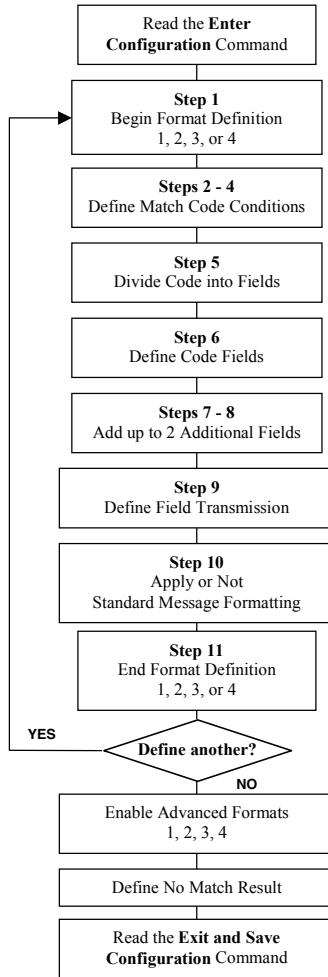 Read the Enter
Configuration Command
Step 1
Begin Format Definition
1, 2, 3, or 4
Steps 2 - 4
Define Match Code Conditions
Step 5
Divide Code into Fields
Step 6
Define Code Fields
Steps 7 - 8
Add up to 2 Additional Fields
Step 9
Define Field Transmission
Step 10
Apply or Not
Standard Message Formatting
Step 11
End Format Definition
1, 2, 3, or 4
YES
Define another?
NO
Enable Advanced Formats
1, 2, 3, 4
Define No Match Result
Read the Exit and Save
Configuration Command